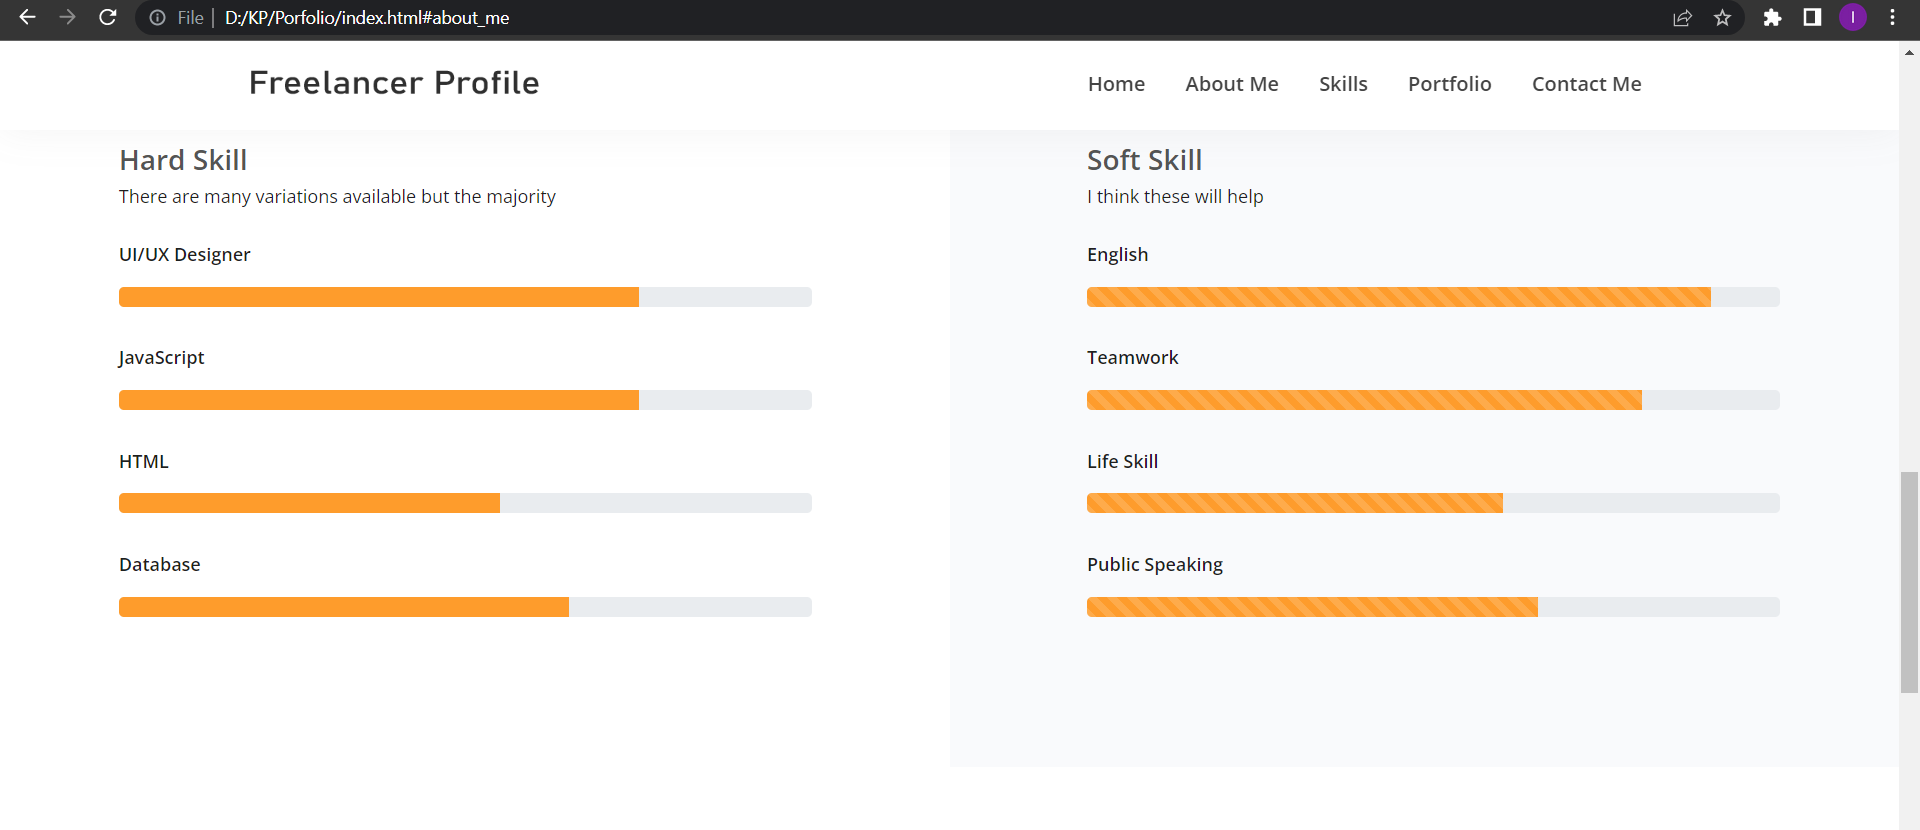 File | D:/KP/Porfolio/index.html#about_me
I
Freelancer Profile
Home About Me Skills Portfolio Contact Me
Hard Skill
There are many variations available but the majority
UI/UX Designer
JavaScript
HTML
Database
Soft Skill
I think these will help
English
Teamwork
Life Skill
Public Speaking